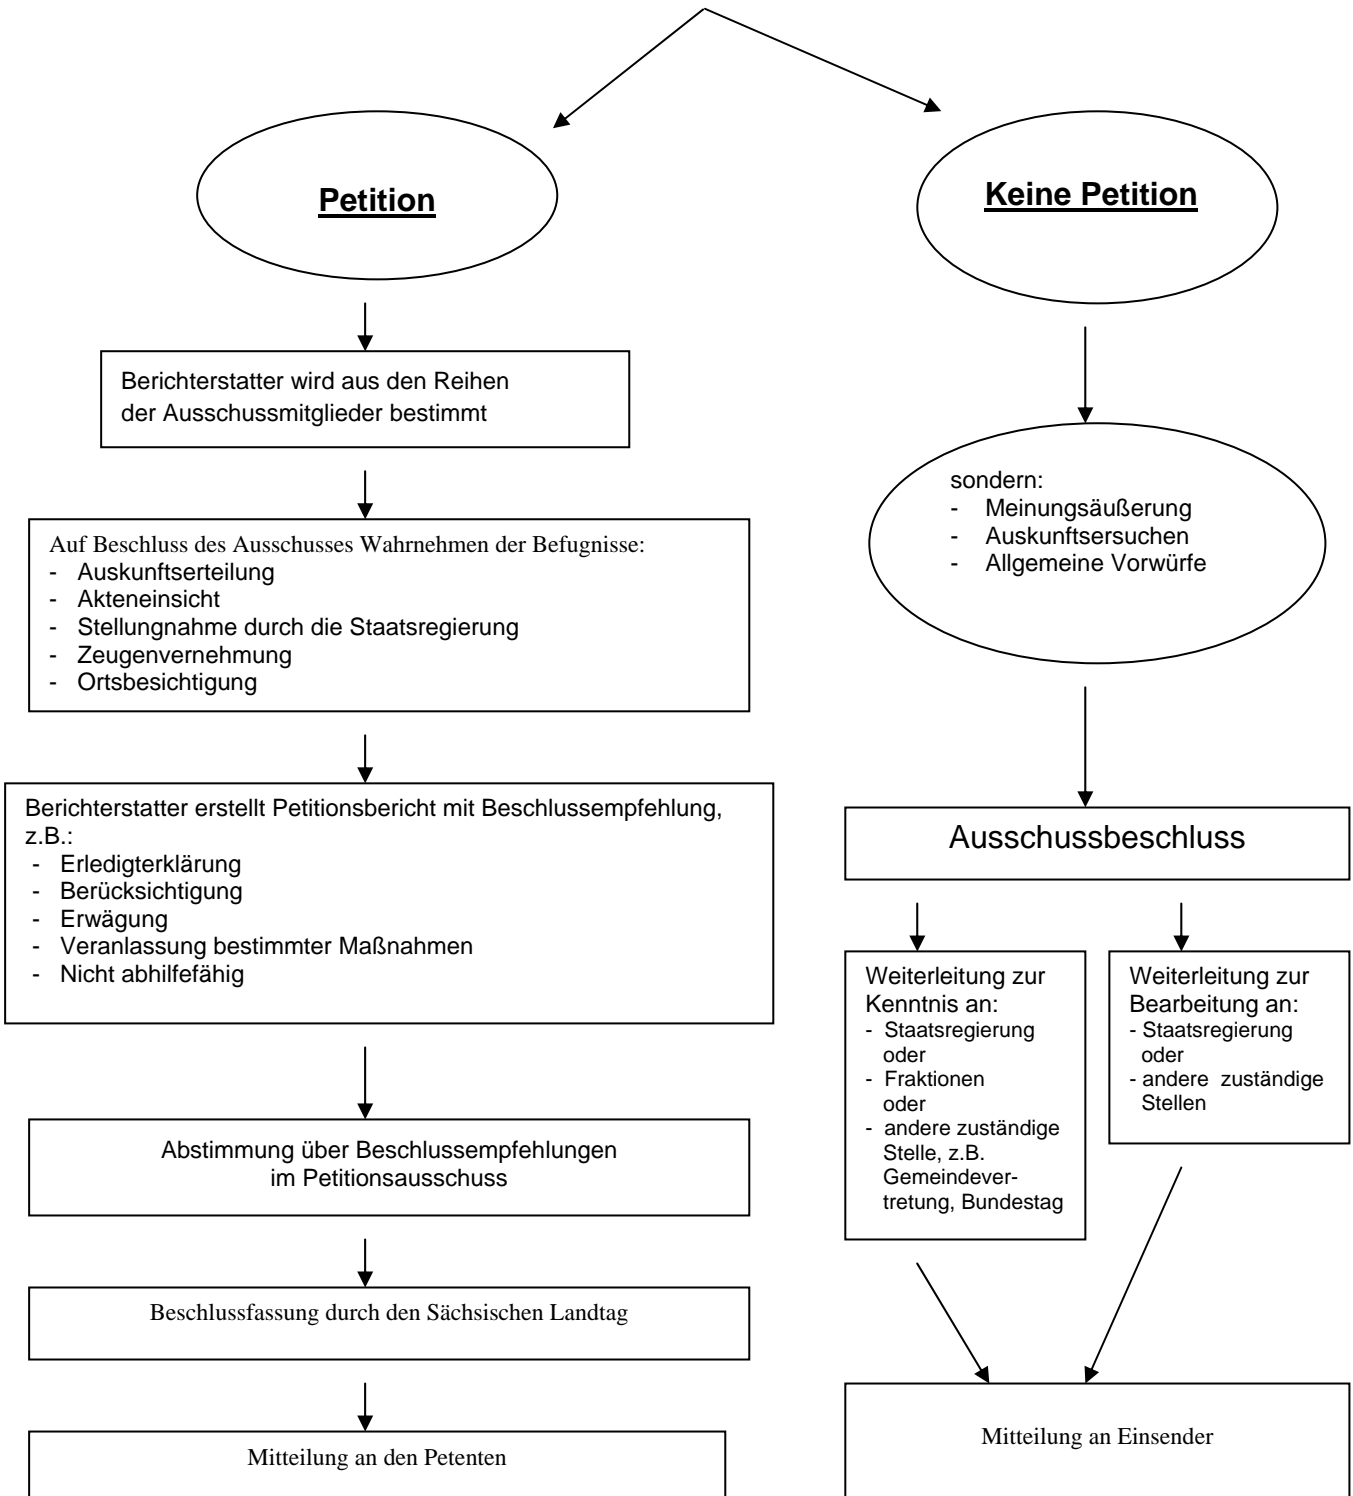 Petition
Berichterstatter wird aus den Reihen
der Ausschussmitglieder bestimmt
Auf Beschluss des Ausschusses Wahrnehmen der Befugnisse:
- Auskunftserteilung
- Akteneinsicht
- Stellungnahme durch die Staatsregierung
- Zeugenvernehmung
- Ortsbesichtigung
Berichterstatter erstellt Petitionsbericht mit Beschlussempfehlung,
z.B.:
- Erledigterklärung
- Berücksichtigung
- Erwägung
- Veranlassung bestimmter Maßnahmen
- Nicht abhilfefähig
Abstimmung über Beschlussempfehlungen
im Petitionsausschuss
Beschlussfassung durch den Sächsischen Landtag
Mitteilung an den Petenten
Keine Petition
sondern:
- Meinungsäußerung
- Auskunftsersuchen
- Allgemeine Vorwürfe
Ausschussbeschluss
Weiterleitung zur
Kenntnis an:
- Staatsregierung
oder
- Fraktionen
oder
- andere zuständige
Stelle, z.B.
Gemeindever-
tretung, Bundestag
Weiterleitung zur
Bearbeitung an:
- Staatsregierung
oder
- andere zuständige
Stellen
Mitteilung an Einsender